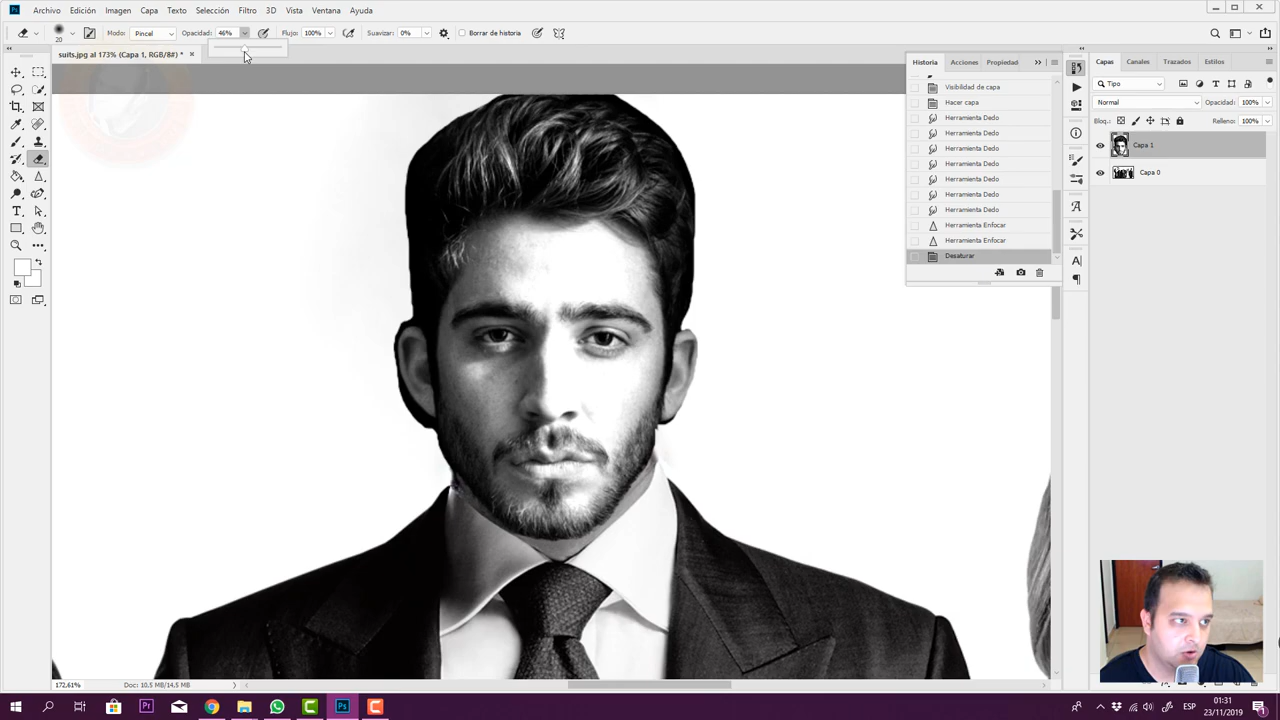 Ps Archivo Edición Imagen Capa Texto Selección Filtro 3D Vista Ventana Ayuda
20 Modo: Pincel Opacidad: 46% Flujo: 100% Suavizar: 0% Borrar de historia
suits.jpg al 173% (Capa 1, RGB/8#) * ×
Historia Acciones Propiedad
Visibilidad de capa
Hacer capa
Herramienta Dedo
Herramienta Dedo
Herramienta Dedo
Herramienta Dedo
Herramienta Dedo
Herramienta Dedo
Herramienta Dedo
Herramienta Enfocar
Herramienta Enfocar
Desaturar
Capas Canales Trazados Estilos
Tipo
Normal Opacidad: 100%
Bloq.: Relleno: 100%
Capa 1
Capa 0
172,61% Doc: 10,5 MB/14,5 MB
Pr Ps
ESP 01:31
23/11/2019